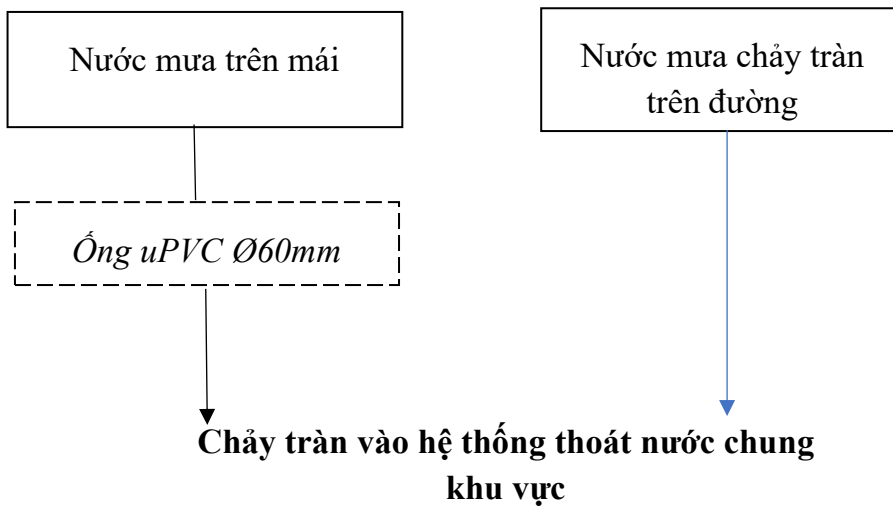 Nước mưa trên mái
Nước mưa chảy tràn
trên đường
Ống uPVC Ø60mm
Chảy tràn vào hệ thống thoát nước chung
khu vực